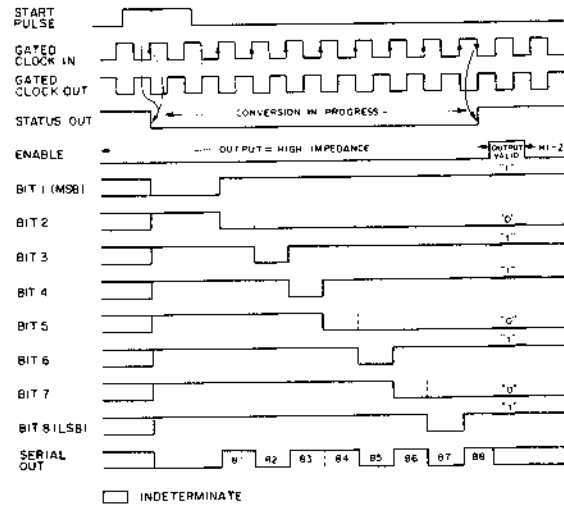 START
PULSE
GATED
CLOCK IN
GATED
CLOCK OUT
STATUS OUT
CONVERSION IN PROGRESS
ENABLE
OUTPUT = HIGH IMPEDANCE
OUTPUT
VALID
HI-Z
BIT 1 (MSB)
"1"
BIT 2
"0"
BIT 3
"1"
BIT 4
"1"
BIT 5
"0"
BIT 6
"1"
BIT 7
"0"
BIT 8 (LSB)
"1"
SERIAL
OUT
B1 B2 B3 B4 B5 B6 B7 B8
INDETERMINATE